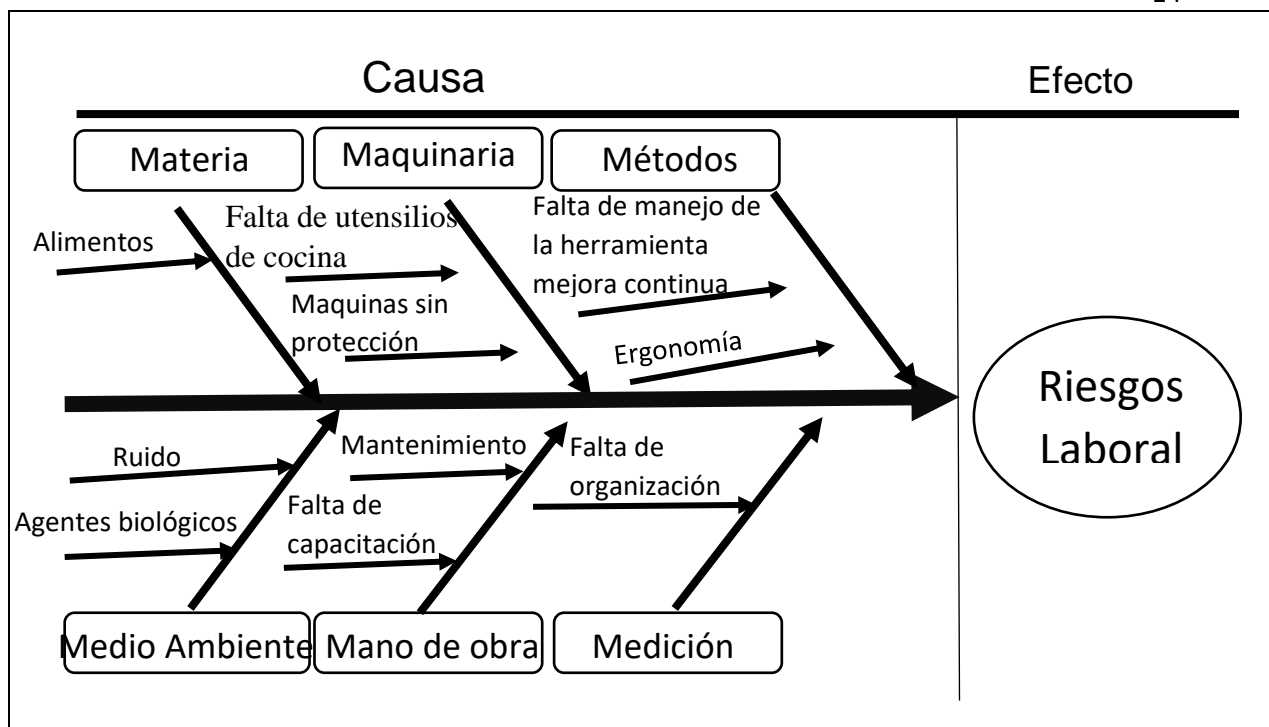 Causa
Efecto
Materia
Maquinaria
Métodos
Alimentos
Falta de utensilios
de cocina
Maquinas sin
protección
Falta de manejo de
la herramienta
mejora continua
Ergonomía
Riesgos
Laboral
Ruido
Agentes biológicos
Mantenimiento
Falta de
capacitación
Falta de
organización
Medio Ambiente
Mano de obra
Medición